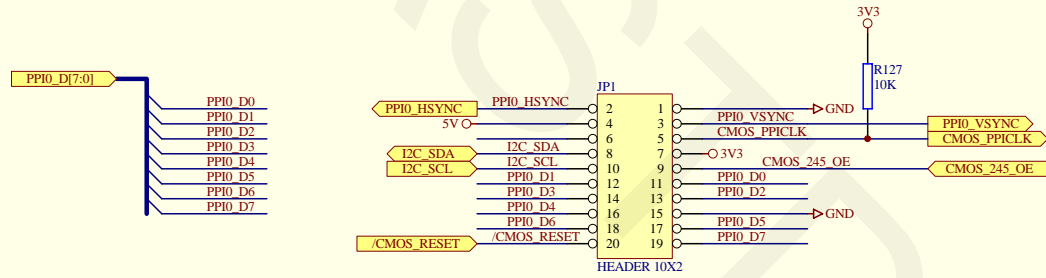 3V3
PPI0_D[7:0]
R127
10K
JP1
PPI0_D0
PPI0_HSYNC PPI0_HSYNC 2 1 GND
PPI0_D1
5V 4 3 PPI0_VSYNC PPI0_VSYNC
PPI0_D2
6 5 CMOS_PPICLK CMOS_PPICLK
PPI0_D3
I2C_SDA I2C_SDA 8 7 3V3
PPI0_D4
I2C_SCL I2C_SCL 10 9 CMOS_245_OE CMOS_245_OE
PPI0_D5
PPI0_D1 12 11 PPI0_D0
PPI0_D6
PPI0_D3 14 13 PPI0_D2
PPI0_D7
PPI0_D4 16 15 GND
PPI0_D6 18 17 PPI0_D5
/CMOS_RESET /CMOS_RESET 20 19 PPI0_D7
HEADER 10X2